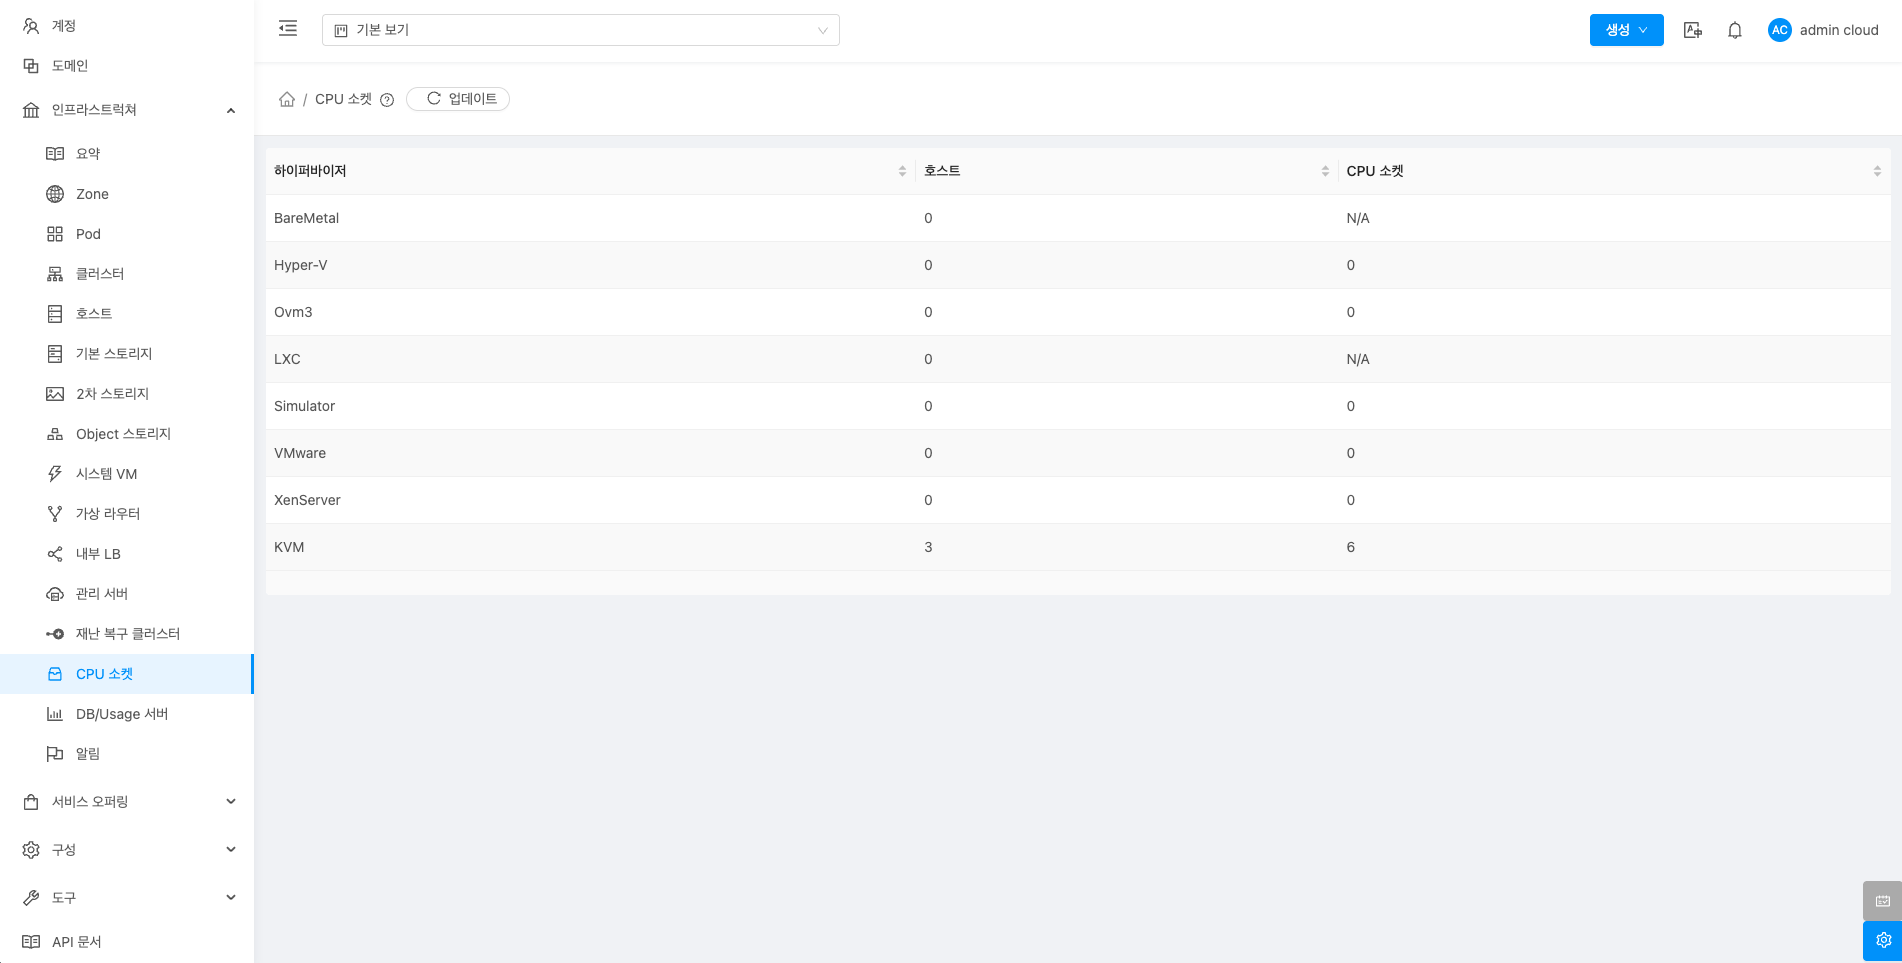 계정
도메인
인프라스트럭쳐
요약
Zone
Pod
클러스터
호스트
기본 스토리지
2차 스토리지
Object 스토리지
시스템 VM
가상 라우터
내부 LB
관리 서버
재난 복구 클러스터
CPU 소켓
DB/Usage 서버
알림
서비스 오퍼링
구성
도구
API 문서
기본 보기
생성
AC admin cloud
/ CPU 소켓 업데이트
하이퍼바이저 호스트 CPU 소켓
BareMetal 0 N/A
Hyper-V 0 0
Ovm3 0 0
LXC 0 N/A
Simulator 0 0
VMware 0 0
XenServer 0 0
KVM 3 6